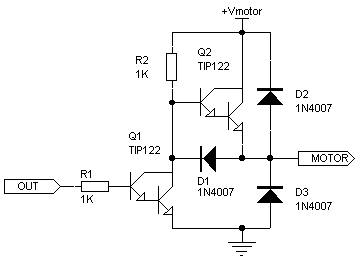 +Vmotor
R2
1K
Q2
TIP122
D2
1N4007
Q1
TIP122
MOTOR
D1
1N4007
OUT
R1
1K
D3
1N4007